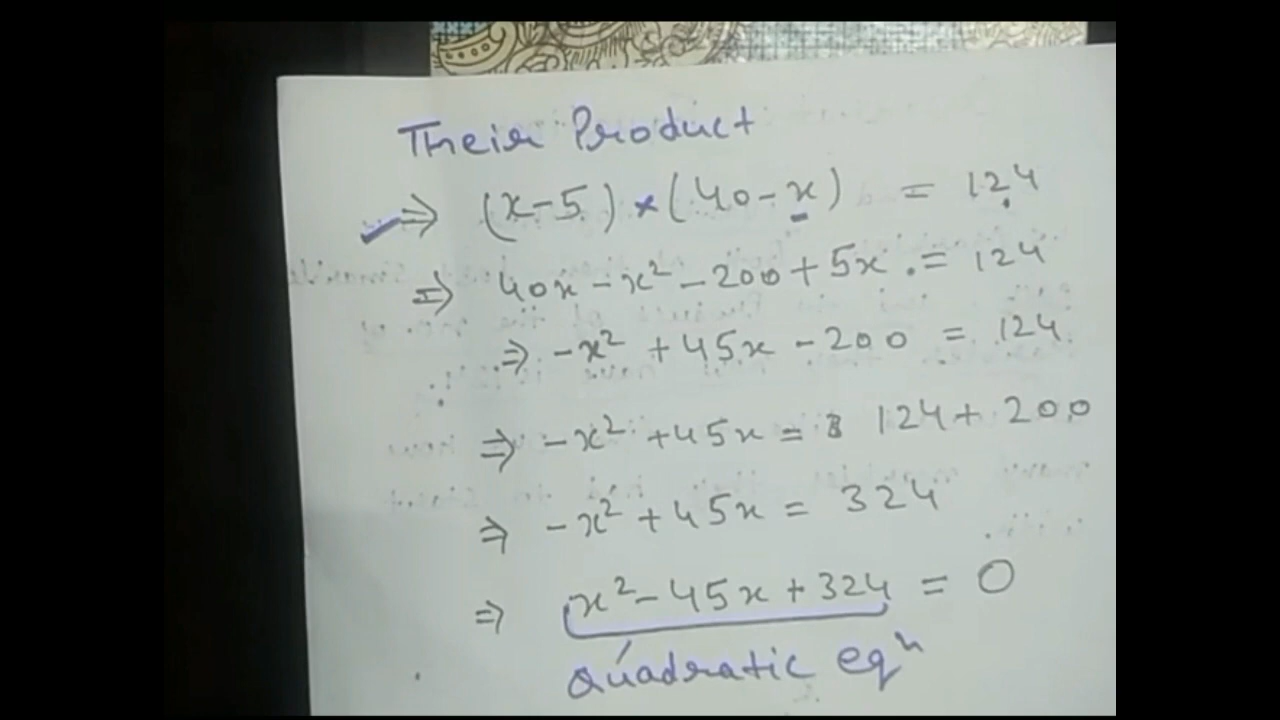 Their Product
⇒ (x-5) × (40-x) = 124
⇒ 40x - x² - 200 + 5x = 124
⇒ -x² + 45x - 200 = 124
⇒ -x² + 45x = 124 + 200
⇒ -x² + 45x = 324
⇒ x² - 45x + 324 = 0
Quadratic eqⁿ